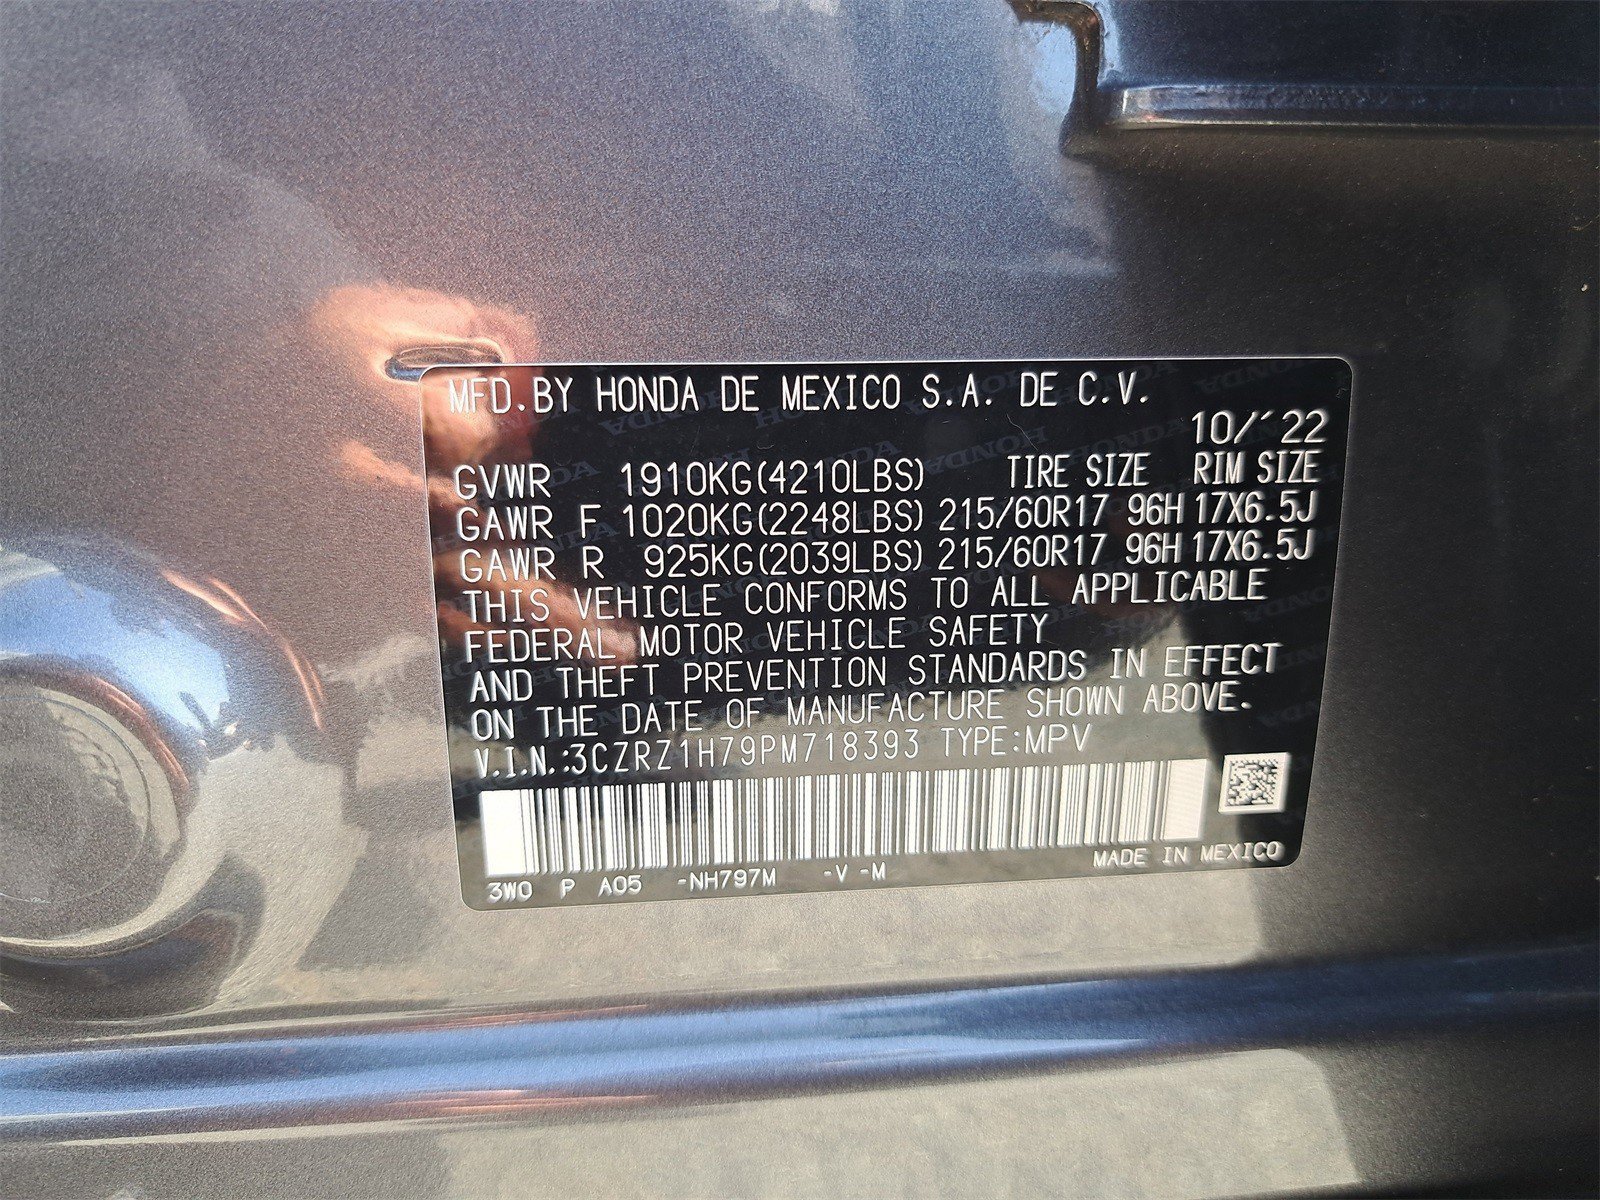 MFD.BY HONDA DE MEXICO S.A. DE C.V.
10/´22
GVWR 1910KG(4210LBS) TIRE SIZE RIM SIZE
GAWR F 1020KG(2248LBS) 215/60R17 96H 17X6.5J
GAWR R 925KG(2039LBS) 215/60R17 96H 17X6.5J
THIS VEHICLE CONFORMS TO ALL APPLICABLE
FEDERAL MOTOR VEHICLE SAFETY
AND THEFT PREVENTION STANDARDS IN EFFECT
ON THE DATE OF MANUFACTURE SHOWN ABOVE.
V.I.N.:3CZRZ1H79PM718393 TYPE:MPV
3W0 P A05 -NH797M -V -M MADE IN MEXICO